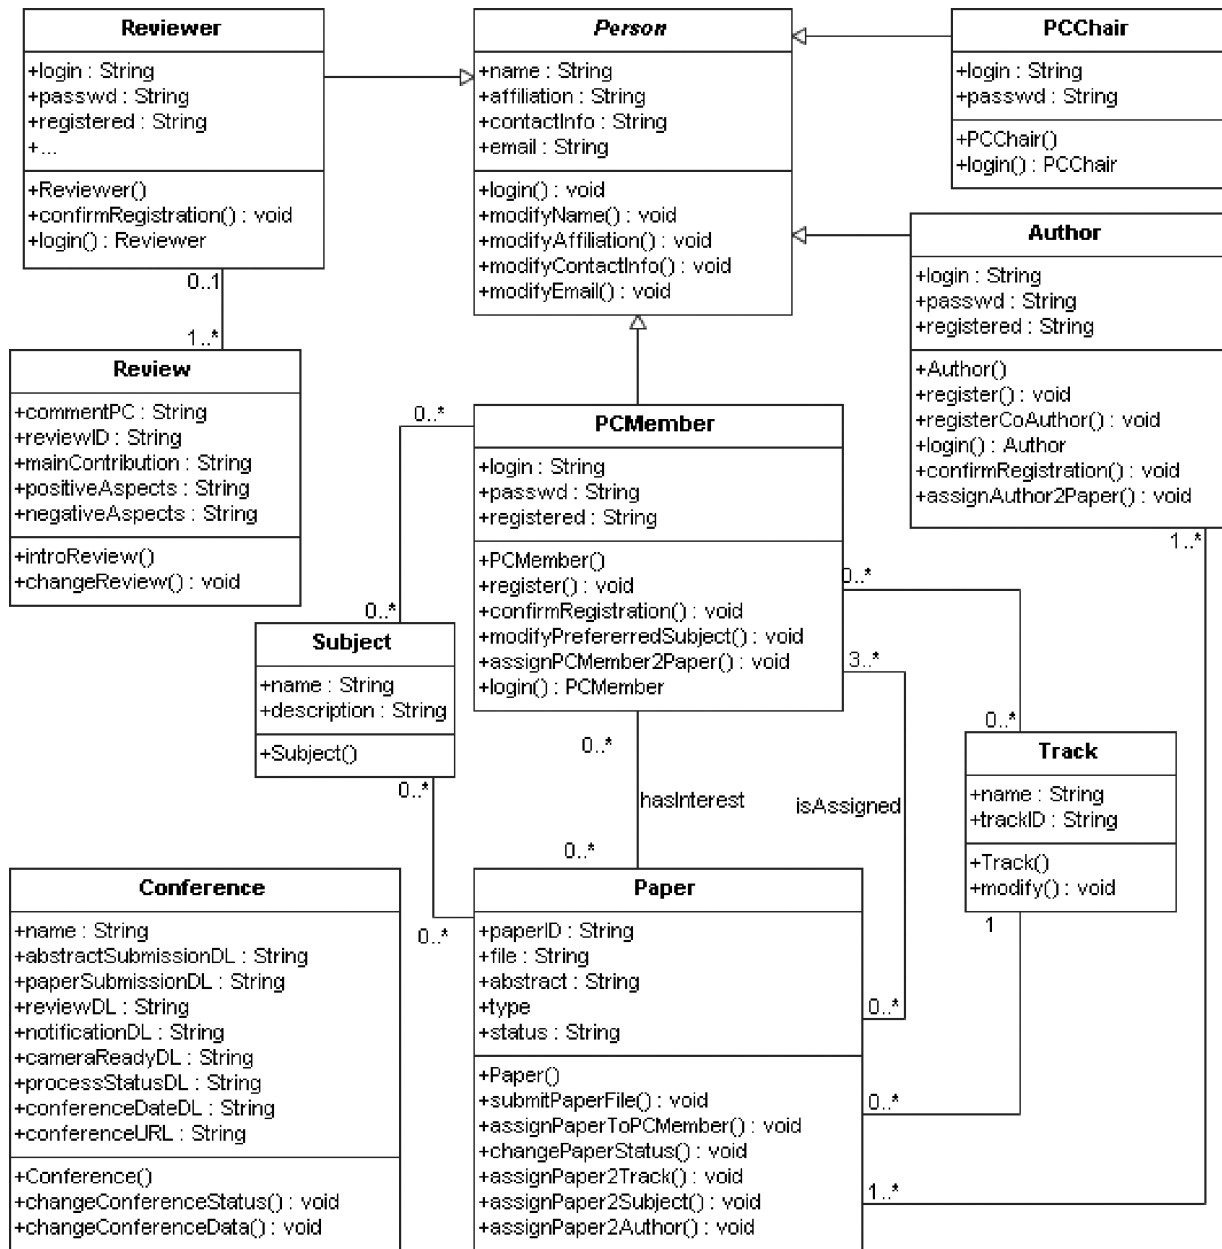 Reviewer
+login : String
+passwd : String
+registered : String
+...
+Reviewer()
+confirmRegistration() : void
+login() : Reviewer
Person
+name : String
+affiliation : String
+contactInfo : String
+email : String
+login() : void
+modifyName() : void
+modifyAffiliation() : void
+modifyContactInfo() : void
+modifyEmail() : void
PCChair
+login : String
+passwd : String
+PCChair()
+login() : PCChair
Author
+login : String
+passwd : String
+registered : String
+Author()
+register() : void
+registerCoAuthor() : void
+login() : Author
+confirmRegistration() : void
+assignAuthor2Paper() : void
0..1
1..*
Review
+commentPC : String
+reviewID : String
+mainContribution : String
+positiveAspects : String
+negativeAspects : String
+introReview()
+changeReview() : void
0..*
PCMember
+login : String
+passwd : String
+registered : String
+PCMember()
+register() : void
+confirmRegistration() : void
+modifyPrefererredSubject() : void
+assignPCMember2Paper() : void
+login() : PCMember
1..*
0..*
0..*
3..*
Subject
+name : String
+description : String
+Subject()
0..*
0..*
0..*
Track
+name : String
+trackID : String
+Track()
+modify() : void
hasInterest
isAssigned
0..*
1
Conference
+name : String
+abstractSubmissionDL : String
+paperSubmissionDL : String
+reviewDL : String
+notificationDL : String
+cameraReadyDL : String
+processStatusDL : String
+conferenceDateDL : String
+conferenceURL : String
+Conference()
+changeConferenceStatus() : void
+changeConferenceData() : void
0..*
Paper
+paperID : String
+file : String
+abstract : String
+type
+status : String
+Paper()
+submitPaperFile() : void
+assignPaperToPCMember() : void
+changePaperStatus() : void
+assignPaper2Track() : void
+assignPaper2Subject() : void
+assignPaper2Author() : void
0..*
0..*
1..*